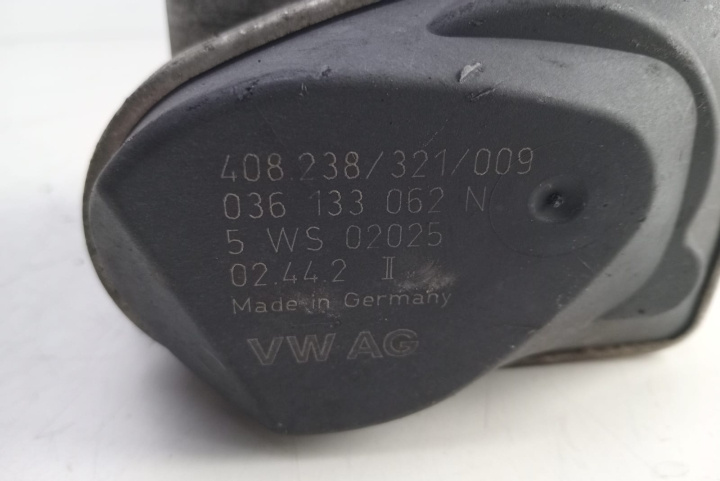 408.238/321/009
036 133 062 N
5 WS 02025
02.44.2 II
Made in Germany
VW AG